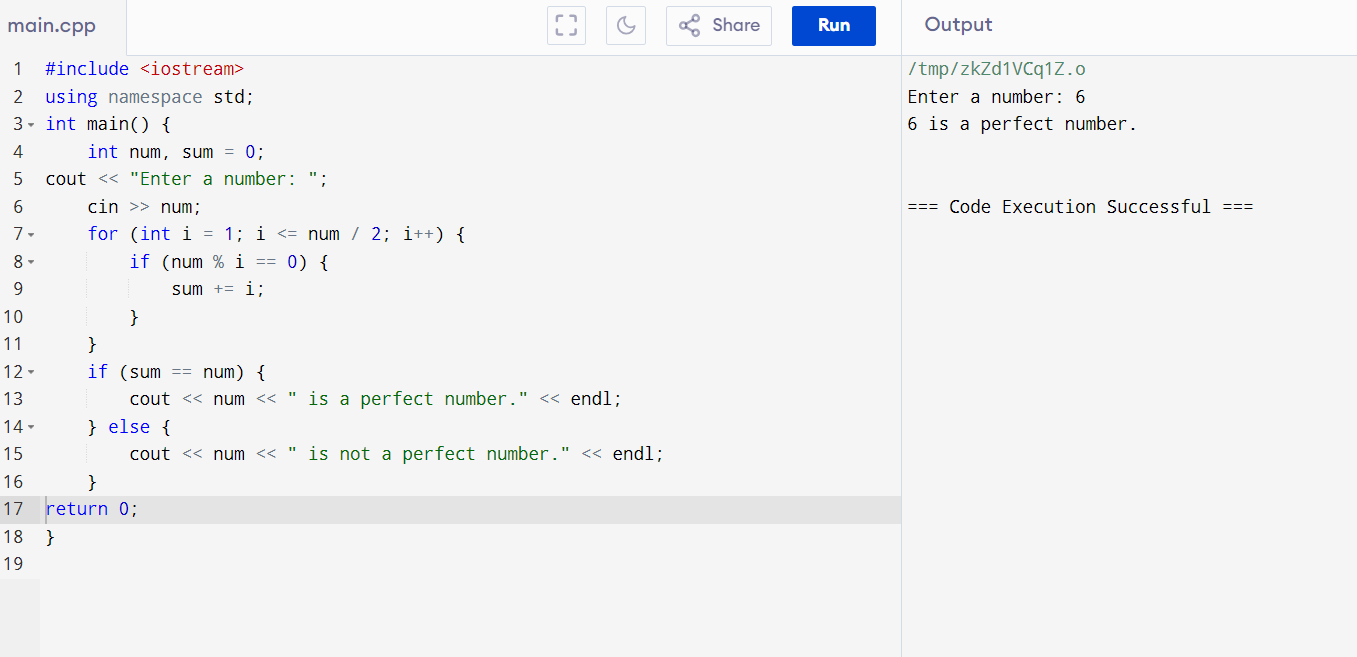 main.cpp
Share
Run
Output
1 #include <iostream>
2 using namespace std;
3 int main() {
4     int num, sum = 0;
5 cout << "Enter a number: ";
6     cin >> num;
7     for (int i = 1; i <= num / 2; i++) {
8         if (num % i == 0) {
9             sum += i;
10         }
11     }
12     if (sum == num) {
13         cout << num << " is a perfect number." << endl;
14     } else {
15         cout << num << " is not a perfect number." << endl;
16     }
17 return 0;
18 }
19
/tmp/zkZd1VCq1Z.o
Enter a number: 6
6 is a perfect number.
=== Code Execution Successful ===